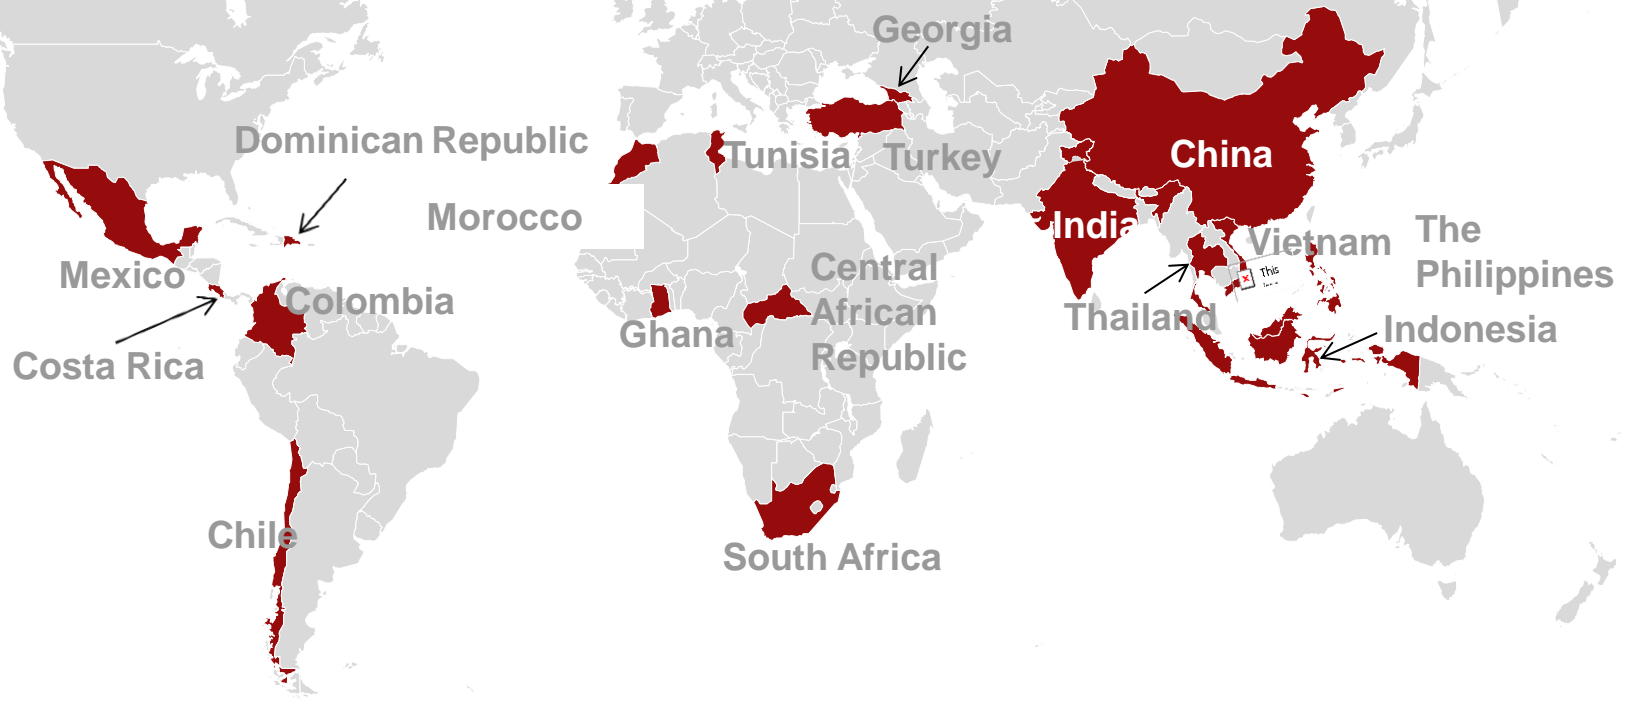 Georgia
Dominican Republic
China
Tunisia
Turkey
Morocco
India
Vietnam
The
Philippines
Mexico
Central
African
Republic
This
Colombia
Thailand
Ghana
Indonesia
Costa Rica
Chile
South Africa